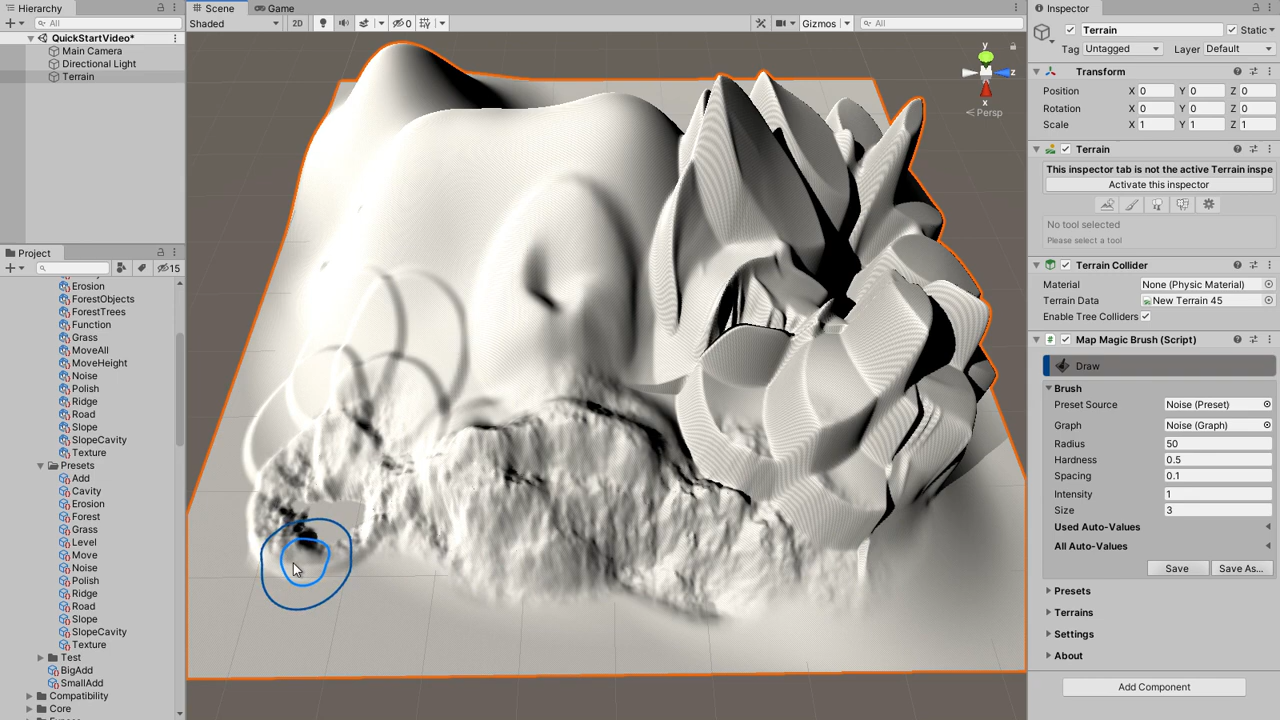 Hierarchy
All
QuickStartVideo*
Main Camera
Directional Light
Terrain
Project
15
Erosion
ForestObjects
ForestTrees
Function
Grass
MoveAll
MoveHeight
Noise
Polish
Ridge
Road
Slope
SlopeCavity
Texture
Presets
Add
Cavity
Erosion
Forest
Grass
Level
Move
Noise
Polish
Ridge
Road
Slope
SlopeCavity
Texture
Test
BigAdd
SmallAdd
Compatibility
Core
Scene Game
Shaded 2D 0 Gizmos All
y
z
x
Persp
Inspector
Terrain Static
Tag Untagged Layer Default
Transform
Position X 0 Y 0 Z 0
Rotation X 0 Y 0 Z 0
Scale X 1 Y 1 Z 1
Terrain
This inspector tab is not the active Terrain inspe
Activate this inspector
No tool selected
Please select a tool
Terrain Collider
Material None (Physic Material)
Terrain Data New Terrain 45
Enable Tree Colliders
Map Magic Brush (Script)
Draw
Brush
Preset Source Noise (Preset)
Graph Noise (Graph)
Radius 50
Hardness 0.5
Spacing 0.1
Intensity 1
Size 3
Used Auto-Values
All Auto-Values
Save Save As...
Presets
Terrains
Settings
About
Add Component